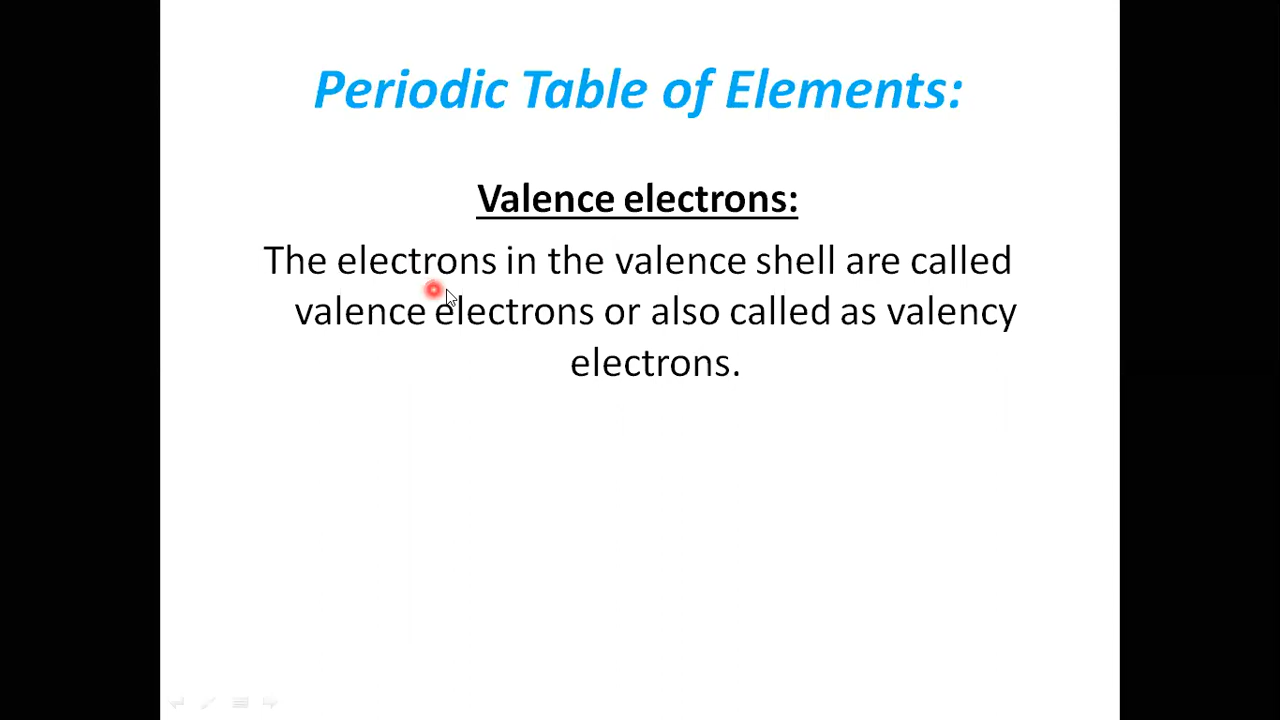 Periodic Table of Elements:
Valence electrons:
The electrons in the valence shell are called
valence electrons or also called as valency
electrons.